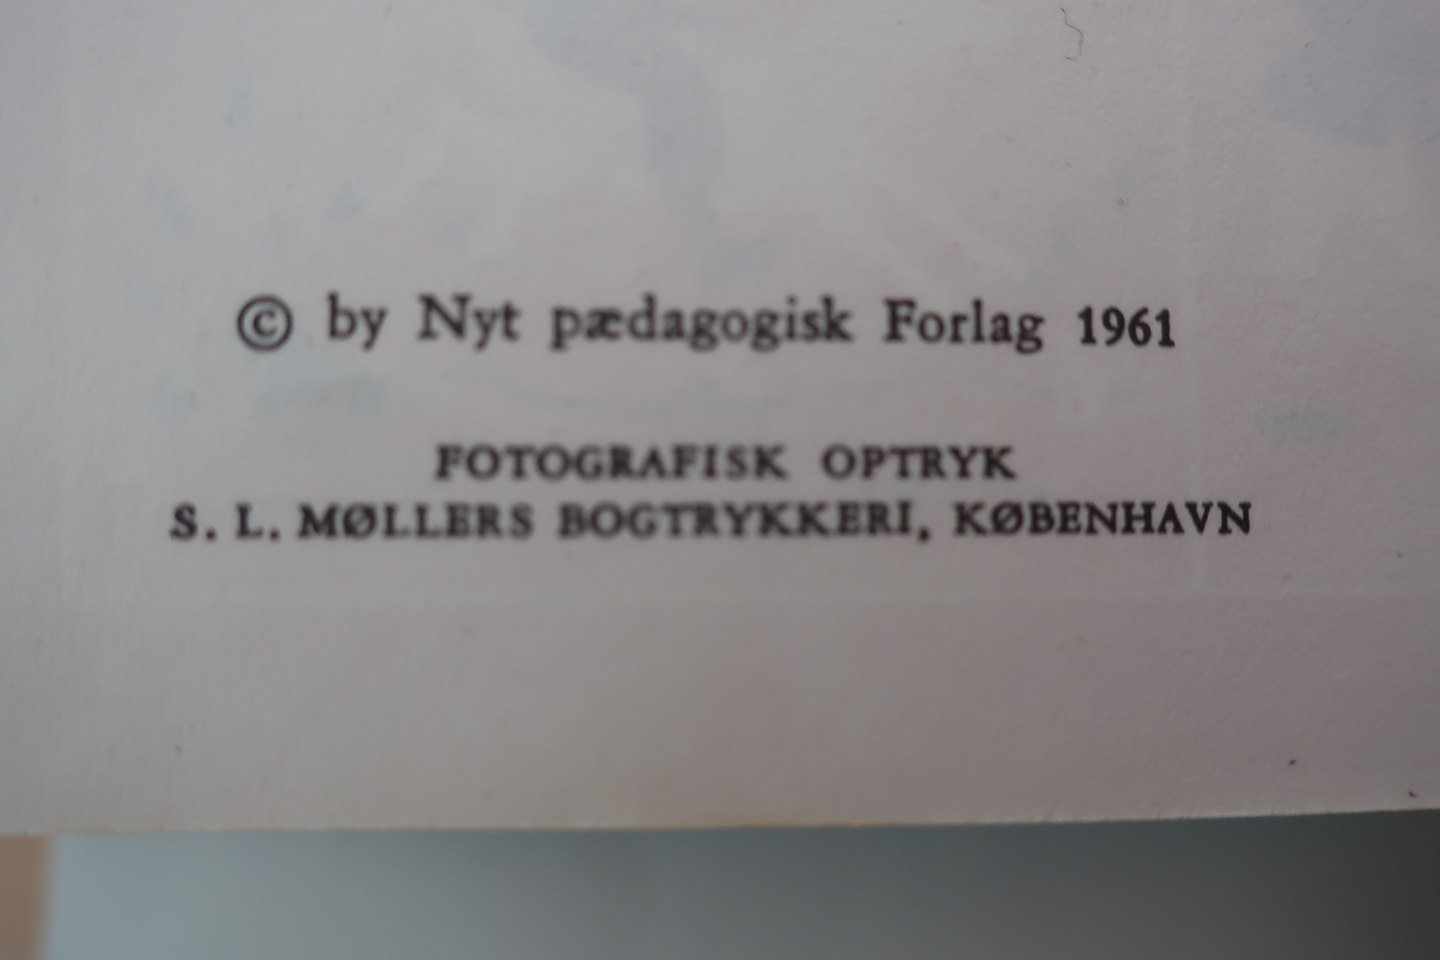 © by Nyt pædagogisk Forlag 1961
FOTOGRAFISK OPTRYK
S. L. MØLLERS BOGTRYKKERI, KØBENHAVN